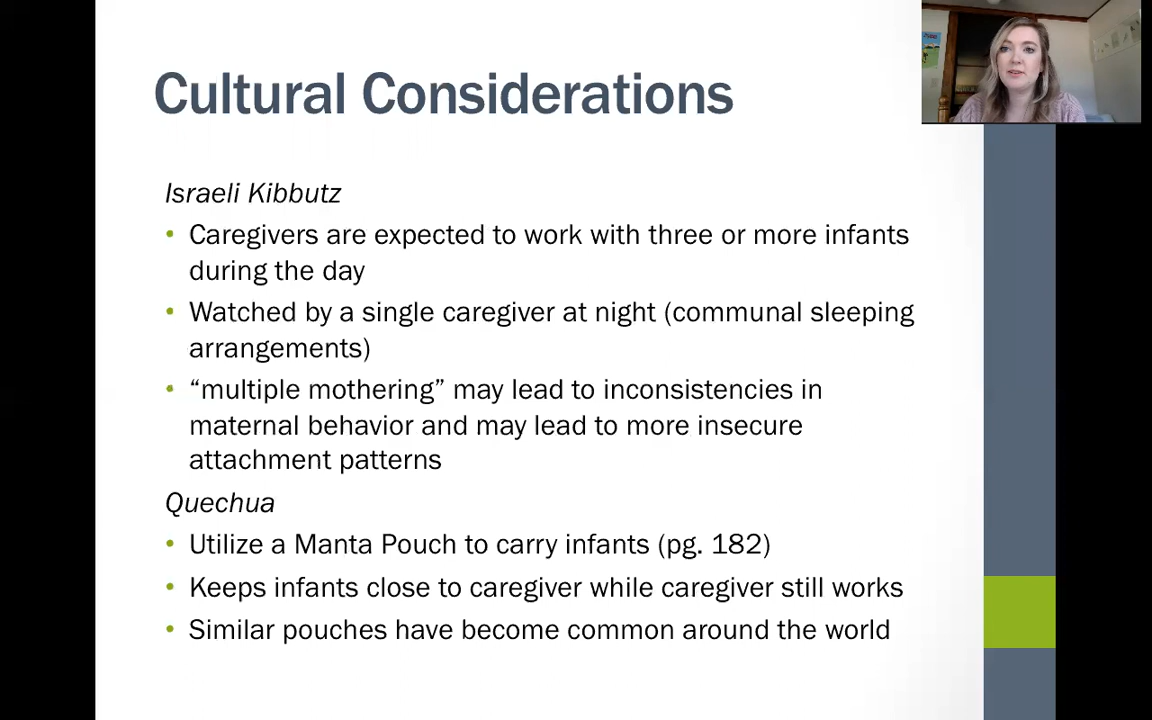 Cultural Considerations
Israeli Kibbutz
• Caregivers are expected to work with three or more infants
during the day
• Watched by a single caregiver at night (communal sleeping
arrangements)
• “multiple mothering” may lead to inconsistencies in
maternal behavior and may lead to more insecure
attachment patterns
Quechua
• Utilize a Manta Pouch to carry infants (pg. 182)
• Keeps infants close to caregiver while caregiver still works
• Similar pouches have become common around the world